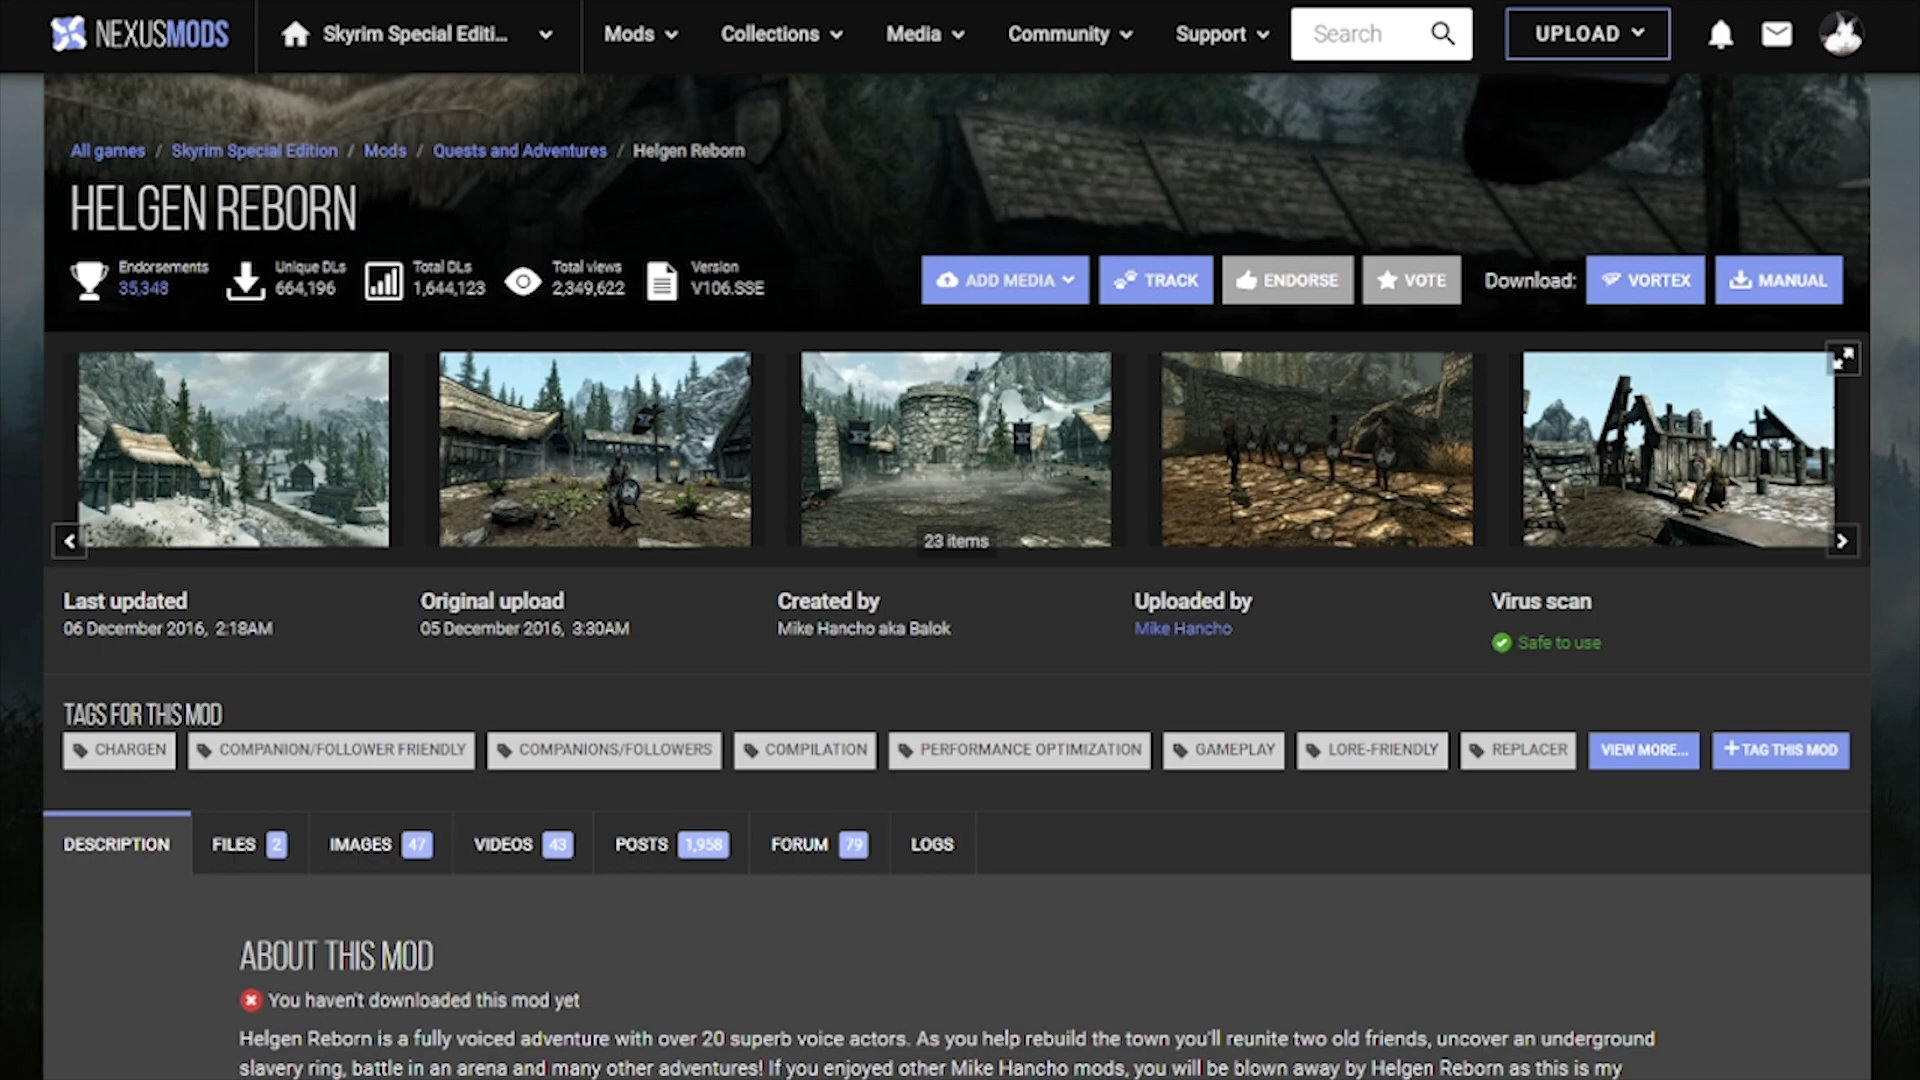 NEXUSMODS
Skyrim Special Editi...
Mods
Collections
Media
Community
Support
Search
UPLOAD
All games / Skyrim Special Edition / Mods / Quests and Adventures / Helgen Reborn
HELGEN REBORN
Endorsements
35,348
Unique DLs
664,196
Total DLs
1,644,123
Total views
2,349,622
Version
V106.SSE
ADD MEDIA
TRACK
ENDORSE
VOTE
Download:
VORTEX
MANUAL
23 items
Last updated
06 December 2016, 2:18AM
Original upload
05 December 2016, 3:30AM
Created by
Mike Hancho aka Balok
Uploaded by
Mike Hancho
Virus scan
Safe to use
TAGS FOR THIS MOD
CHARGEN
COMPANION/FOLLOWER FRIENDLY
COMPANIONS/FOLLOWERS
COMPILATION
PERFORMANCE OPTIMIZATION
GAMEPLAY
LORE-FRIENDLY
REPLACER
VIEW MORE...
+TAG THIS MOD
DESCRIPTION
FILES 2
IMAGES 47
VIDEOS 43
POSTS 1,958
FORUM 79
LOGS
ABOUT THIS MOD
You haven't downloaded this mod yet
Helgen Reborn is a fully voiced adventure with over 20 superb voice actors. As you help rebuild the town you'll reunite two old friends, uncover an underground
slavery ring, battle in an arena and many other adventures! If you enjoyed other Mike Hancho mods, you will be blown away by Helgen Reborn as this is my